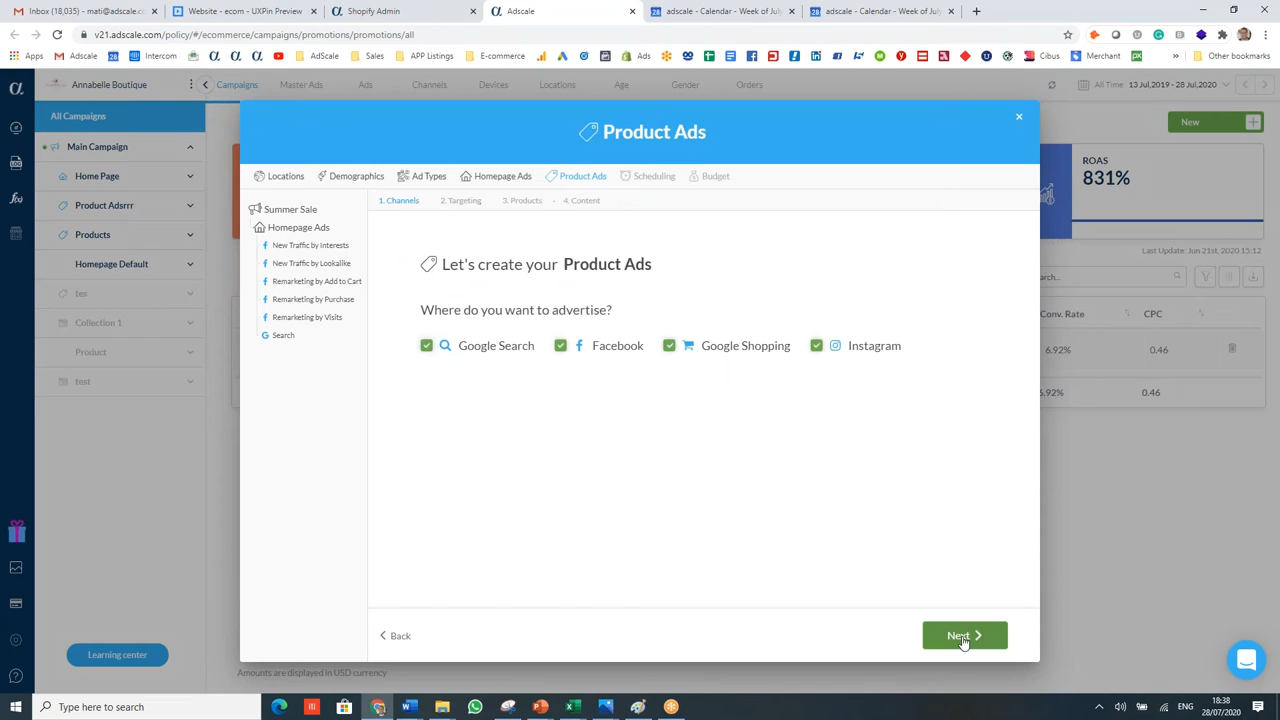 Inbox (13,035) - mati@adscale.c
Website - ecom - UXPin Preview
Shopify Admin
Adscale
adscale - Calendar - Week of July
adscale - Calendar - Week of July
v21.adscale.com/policy/#/ecommerce/campaigns/promotions/promotions/all
Apps
Adscale
Intercom
AdScale
Sales
APP Listings
E-commerce
Ads
Cibus
Merchant
Other bookmarks
Annabelle Boutique
Campaigns
Master Ads
Ads
Channels
Devices
Locations
Age
Gender
Orders
All Time 13 Jul,2019 - 28 Jul,2020
All Campaigns
Main Campaign
Home Page
Product Adsrrr
Products
Homepage Default
tes
Collection 1
Product
test
Learning center
New
ROAS
831%
Last Update: Jun 21st, 2020 15:12
earch...
Conv. Rate
CPC
6.92%
0.46
6.92%
0.46
Product Ads
Locations
Demographics
Ad Types
Homepage Ads
Product Ads
Scheduling
Budget
Summer Sale
Homepage Ads
New Traffic by Interests
New Traffic by Lookalike
Remarketing by Add to Cart
Remarketing by Purchase
Remarketing by Visits
Search
1. Channels
2. Targeting
3. Products
4. Content
Let's create your Product Ads
Where do you want to advertise?
Google Search
Facebook
Google Shopping
Instagram
Back
Next
Amounts are displayed in USD currency
Type here to search
ENG
18:38
28/07/2020